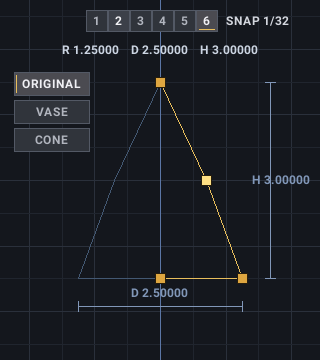 1 2 3 4 5 6 SNAP 1/32
R 1.25000 D 2.50000 H 3.00000
ORIGINAL
VASE
CONE
H 3.00000
D 2.50000